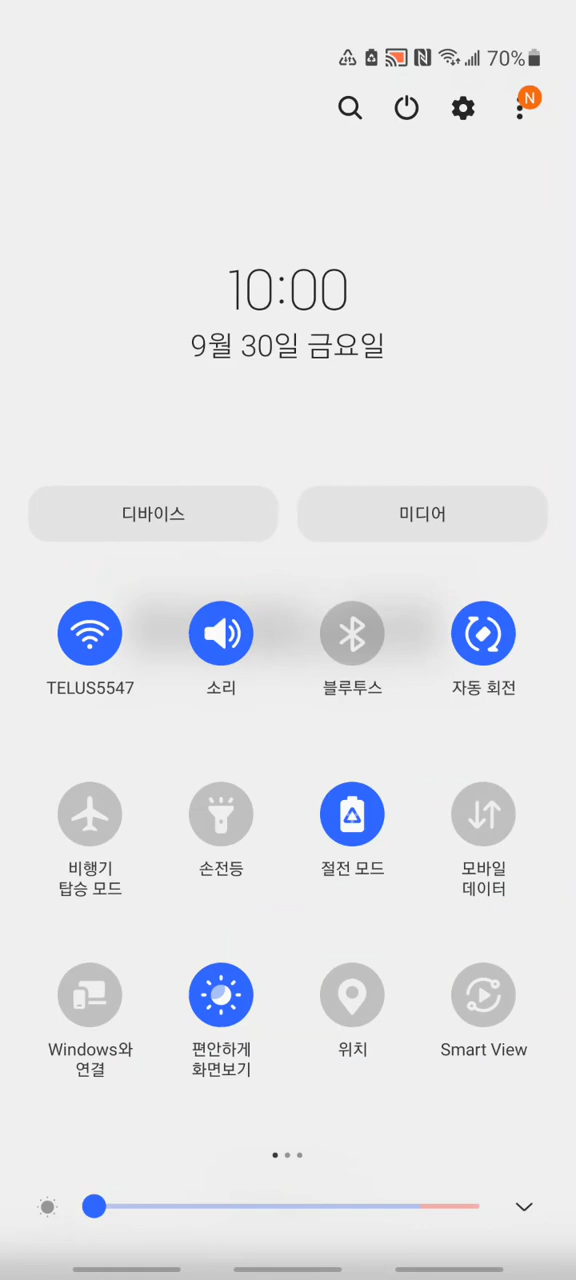 70%
N
10:00
9월 30일 금요일
디바이스
미디어
TELUS5547
소리
블루투스
자동 회전
비행기
탑승 모드
손전등
절전 모드
모바일
데이터
Windows와
연결
편안하게
화면보기
위치
Smart View